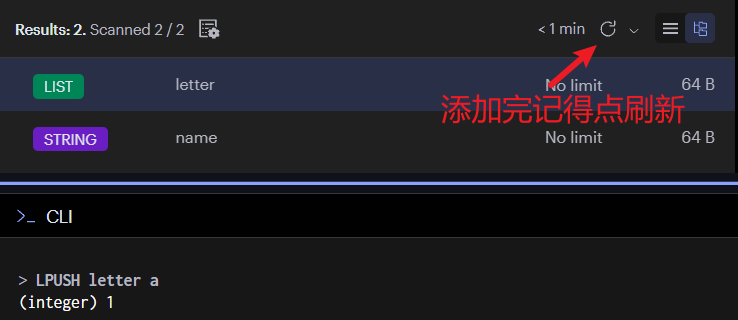 Results: 2. Scanned 2 / 2 < 1 min
LIST letter No limit 64 B
添加完记得点刷新
STRING name No limit 64 B
>_ CLI
> LPUSH letter a
(integer) 1